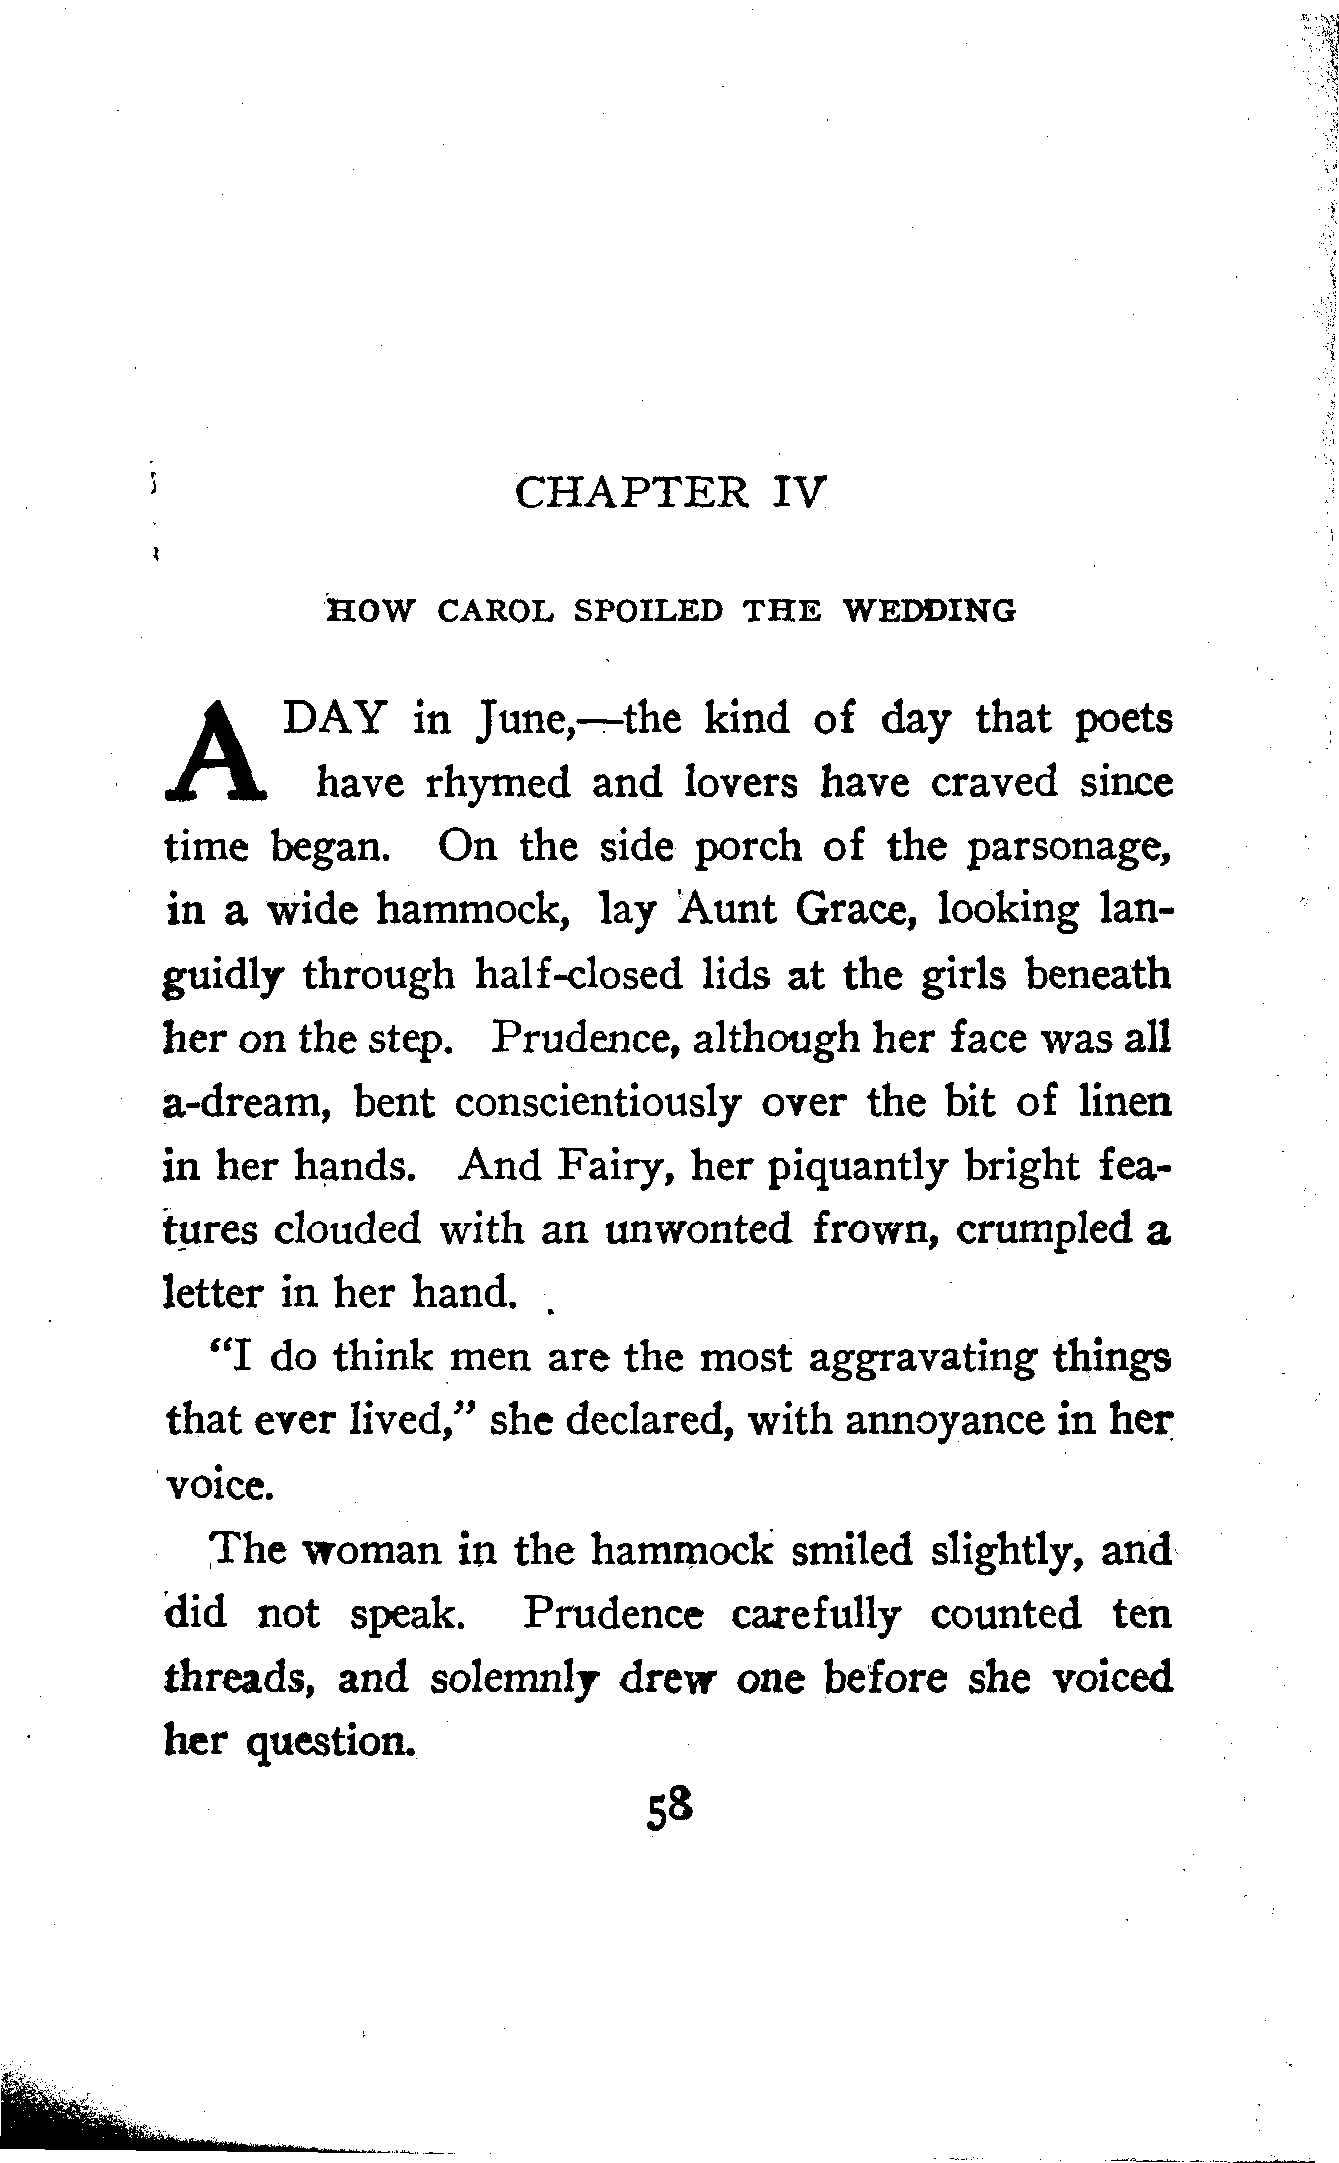 CHAPTER IV
HOW CAROL SPOILED THE WEDDING
A DAY in June,—the kind of day that poets
have rhymed and lovers have craved since
time began. On the side porch of the parsonage,
in a wide hammock, lay Aunt Grace, looking lan-
guidly through half-closed lids at the girls beneath
her on the step. Prudence, although her face was all
a-dream, bent conscientiously over the bit of linen
in her hands. And Fairy, her piquantly bright fea-
tures clouded with an unwonted frown, crumpled a
letter in her hand.
"I do think men are the most aggravating things
that ever lived," she declared, with annoyance in her
voice.
The woman in the hammock smiled slightly, and
did not speak. Prudence carefully counted ten
threads, and solemnly drew one before she voiced
her question.
58